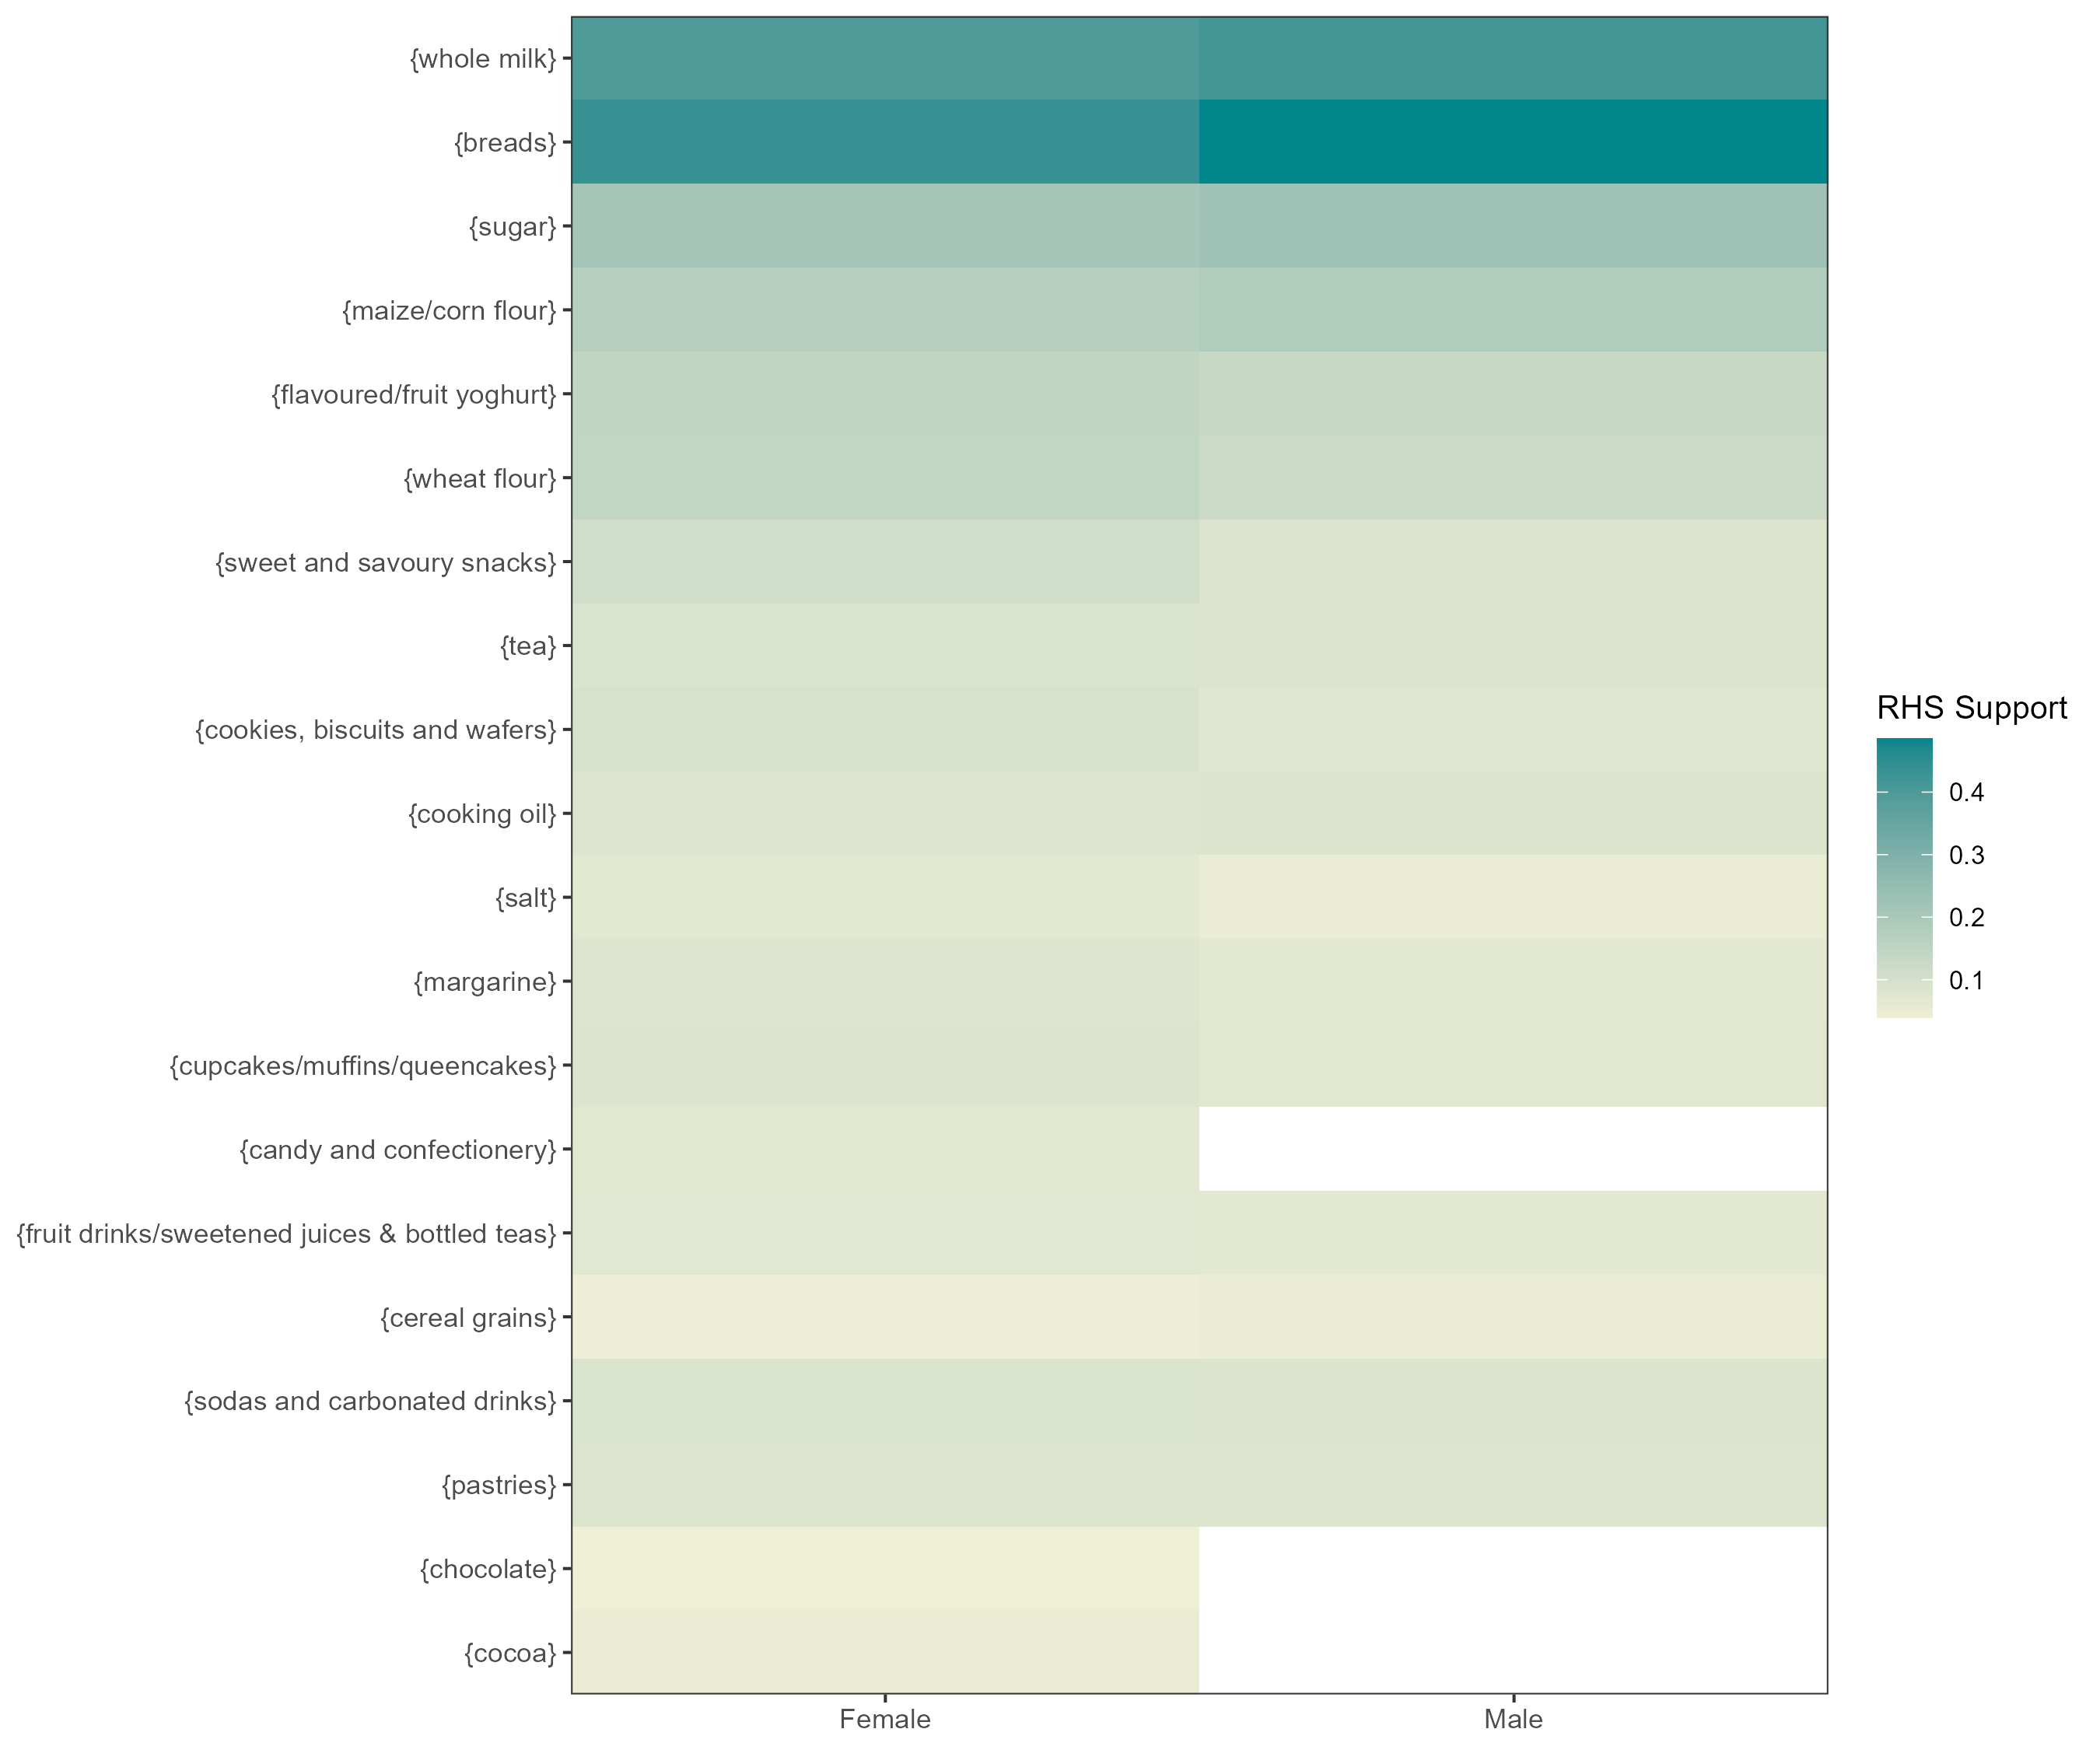 {whole milk}
{breads}
{sugar}
{maize/corn flour}
{flavoured/fruit yoghurt}
{wheat flour}
{sweet and savoury snacks}
{tea}
{cookies, biscuits and wafers}
{cooking oil}
{salt}
{margarine}
{cupcakes/muffins/queencakes}
{candy and confectionery}
{fruit drinks/sweetened juices & bottled teas}
{cereal grains}
{sodas and carbonated drinks}
{pastries}
{chocolate}
{cocoa}
Female
Male
RHS Support
0.4
0.3
0.2
0.1